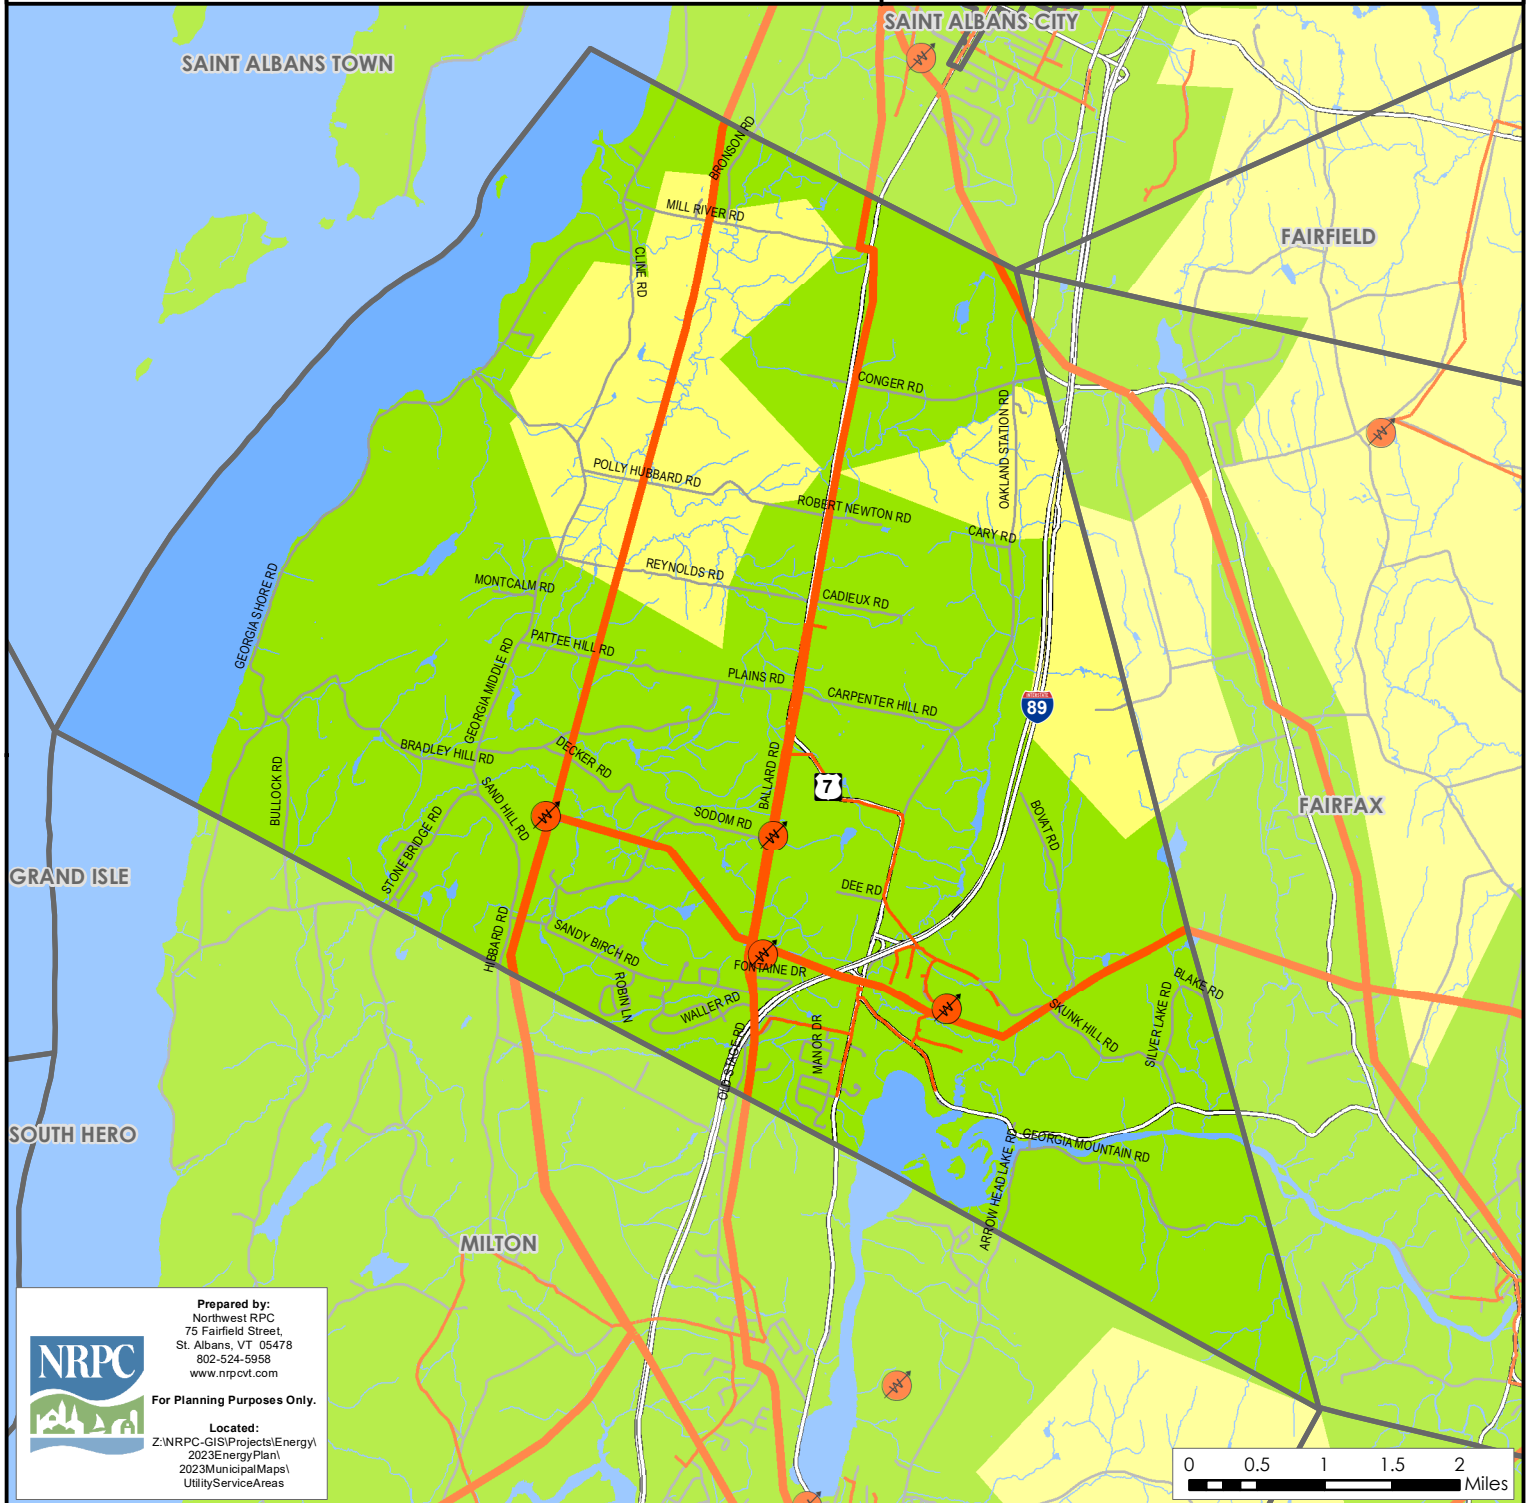 SAINT ALBANS CITY
SAINT ALBANS TOWN
BRONSON RD
MILL RIVER RD
FAIRFIELD
CLINE RD
CONGER RD
OAKLAND STATION RD
POLLY HUBBARD RD
ROBERT NEWTON RD
CARY RD
REYNOLDS RD
MONTCALM RD
CADIEUX RD
GEORGIA SHORE RD
PATTEE HILL RD
GEORGIA MIDDLE RD
PLAINS RD
CARPENTER HILL RD
INTERSTATE
89
BRADLEY HILL RD
DECKER RD
BALLARD RD
7
BULLOCK RD
SAND HILL RD
SODOM RD
BOVAT RD
FAIRFAX
W
W
W
W
W
W
W
W
STONE BRIDGE RD
GRAND ISLE
DEE RD
HIBBARD RD
SANDY BIRCH RD
FONTAINE DR
ROBIN LN
WALLER RD
BLAKE RD
SKUNK HILL RD
SILVER LAKE RD
OLD STAGE RD
MANOR DR
SOUTH HERO
GEORGIA MOUNTAIN RD
ARROW HEAD LAKE RD
MILTON
NRPC
Prepared by:
Northwest RPC
75 Fairfield Street,
St. Albans, VT 05478
802-524-5958
www.nrpcvt.com
For Planning Purposes Only.
Located:
Z:\NRPC-GIS\Projects\Energy\
2023EnergyPlan\
2023MunicipalMaps\
UtilityServiceAreas
0 0.5 1 1.5 2
Miles